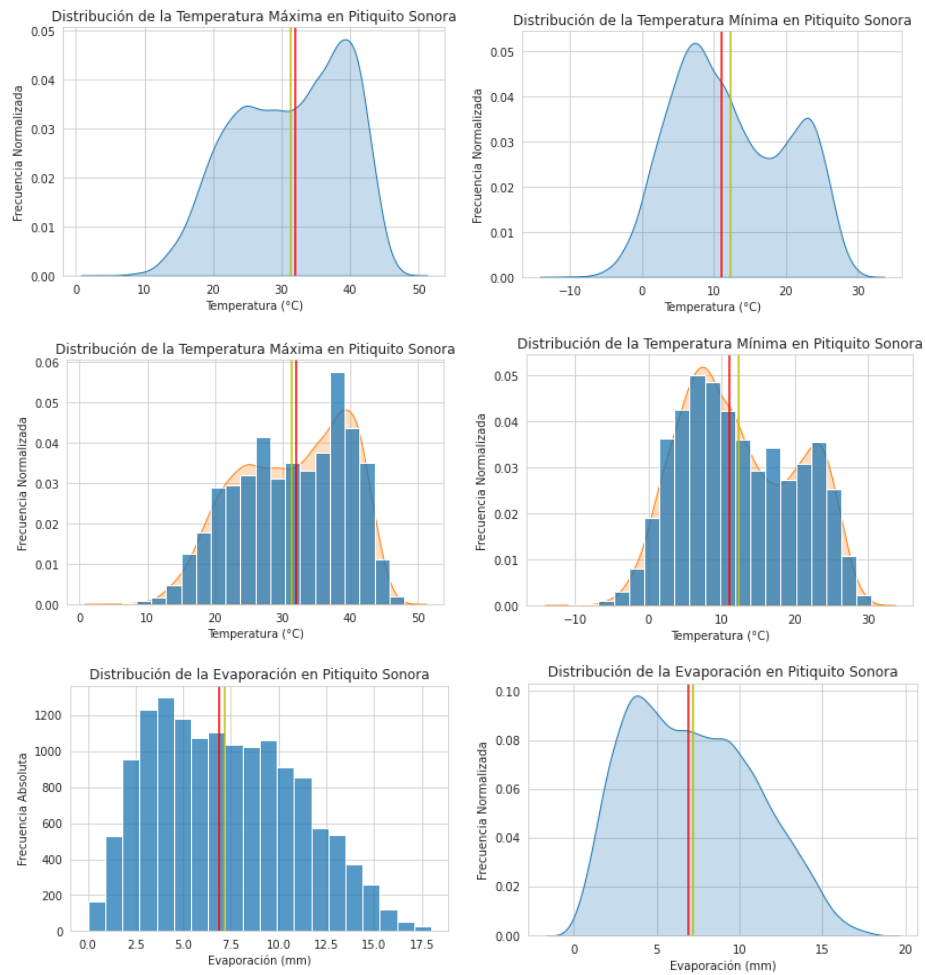 Distribución de la Temperatura Máxima en Pitiquito Sonora
0.05
0.04
0.03
0.02
0.01
0.00
Frecuencia Normalizada
0 10 20 30 40 50
Temperatura (°C)
Distribución de la Temperatura Mínima en Pitiquito Sonora
0.05
0.04
0.03
0.02
0.01
0.00
Frecuencia Normalizada
−10 0 10 20 30
Temperatura (°C)
Distribución de la Temperatura Máxima en Pitiquito Sonora
0.06
0.05
0.04
0.03
0.02
0.01
0.00
Frecuencia Normalizada
0 10 20 30 40 50
Temperatura (°C)
Distribución de la Temperatura Mínima en Pitiquito Sonora
0.05
0.04
0.03
0.02
0.01
0.00
Frecuencia Normalizada
−10 0 10 20 30
Temperatura (°C)
Distribución de la Evaporación en Pitiquito Sonora
1200
1000
800
600
400
200
0
Frecuencia Absoluta
0.0 2.5 5.0 7.5 10.0 12.5 15.0 17.5
Evaporación (mm)
Distribución de la Evaporación en Pitiquito Sonora
0.10
0.08
0.06
0.04
0.02
0.00
Frecuencia Normalizada
0 5 10 15 20
Evaporación (mm)